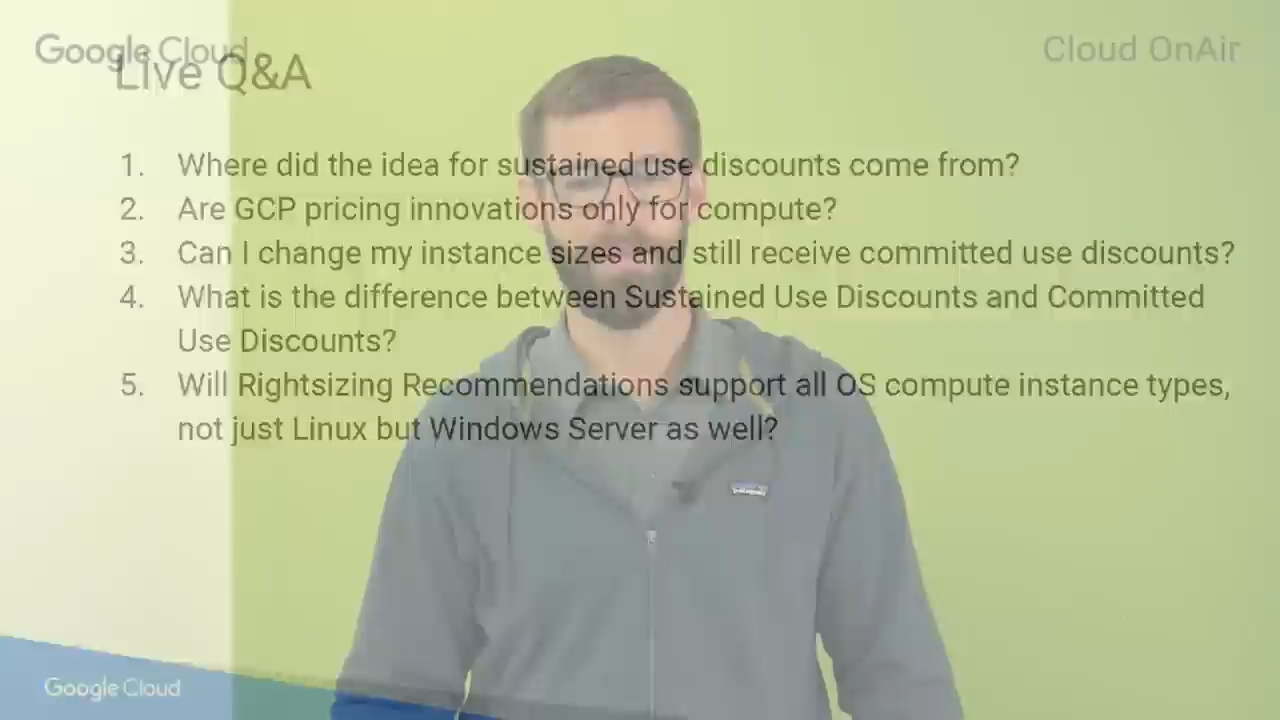 Google Cloud
Cloud OnAir
Live Q&A
1. Where did the idea for sustained use discounts come from?
2. Are GCP pricing innovations only for compute?
3. Can I change my instance sizes and still receive committed use discounts?
4. What is the difference between Sustained Use Discounts and Committed
Use Discounts?
5. Will Rightsizing Recommendations support all OS compute instance types,
not just Linux but Windows Server as well?
patagonia
Google Cloud